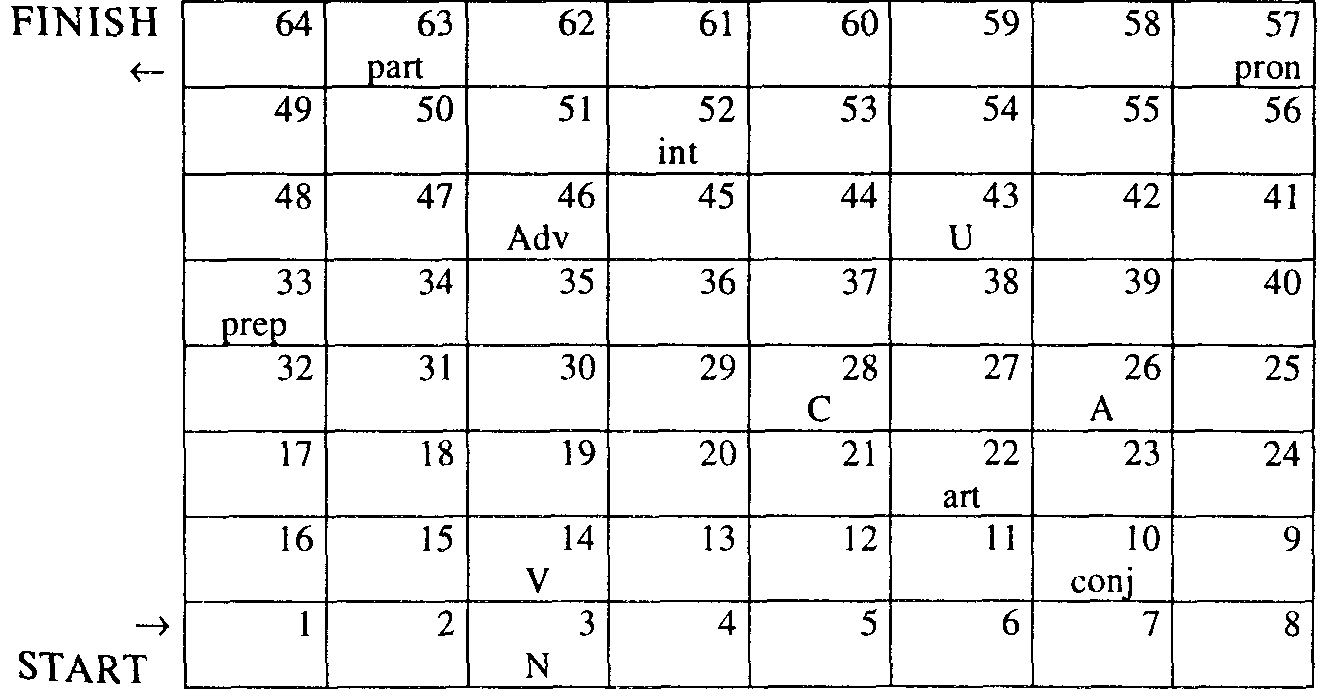 FINISH 64 63 62 61 60 59 58 57
← part pron
49 50 51 52 53 54 55 56
int
48 47 46 45 44 43 42 41
Adv U
33 34 35 36 37 38 39 40
prep
32 31 30 29 28 27 26 25
C A
17 18 19 20 21 22 23 24
art
16 15 14 13 12 11 10 9
V conj
→ 1 2 3 4 5 6 7 8
START N